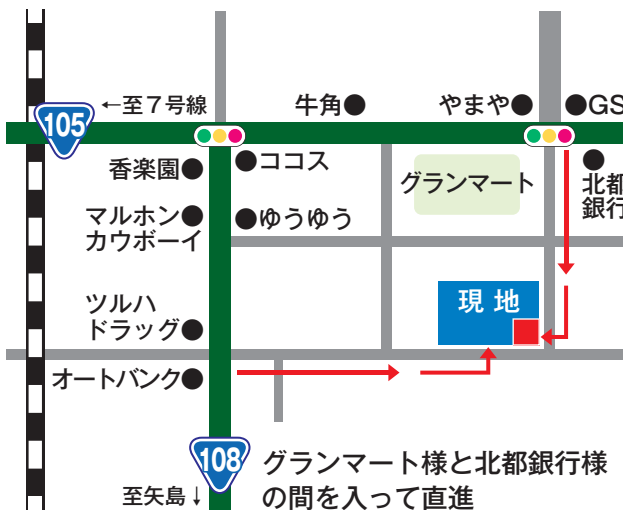 ←至７号線
牛角●
やまや●
●GS
105
香楽園●
●ココス
グランマート
●
北都
銀行
マルホン●
カウボーイ
●ゆうゆう
現 地
ツルハ
ドラッグ●
オートバンク●
108
グランマート様と北都銀行様
の間を入って直進
至矢島↓